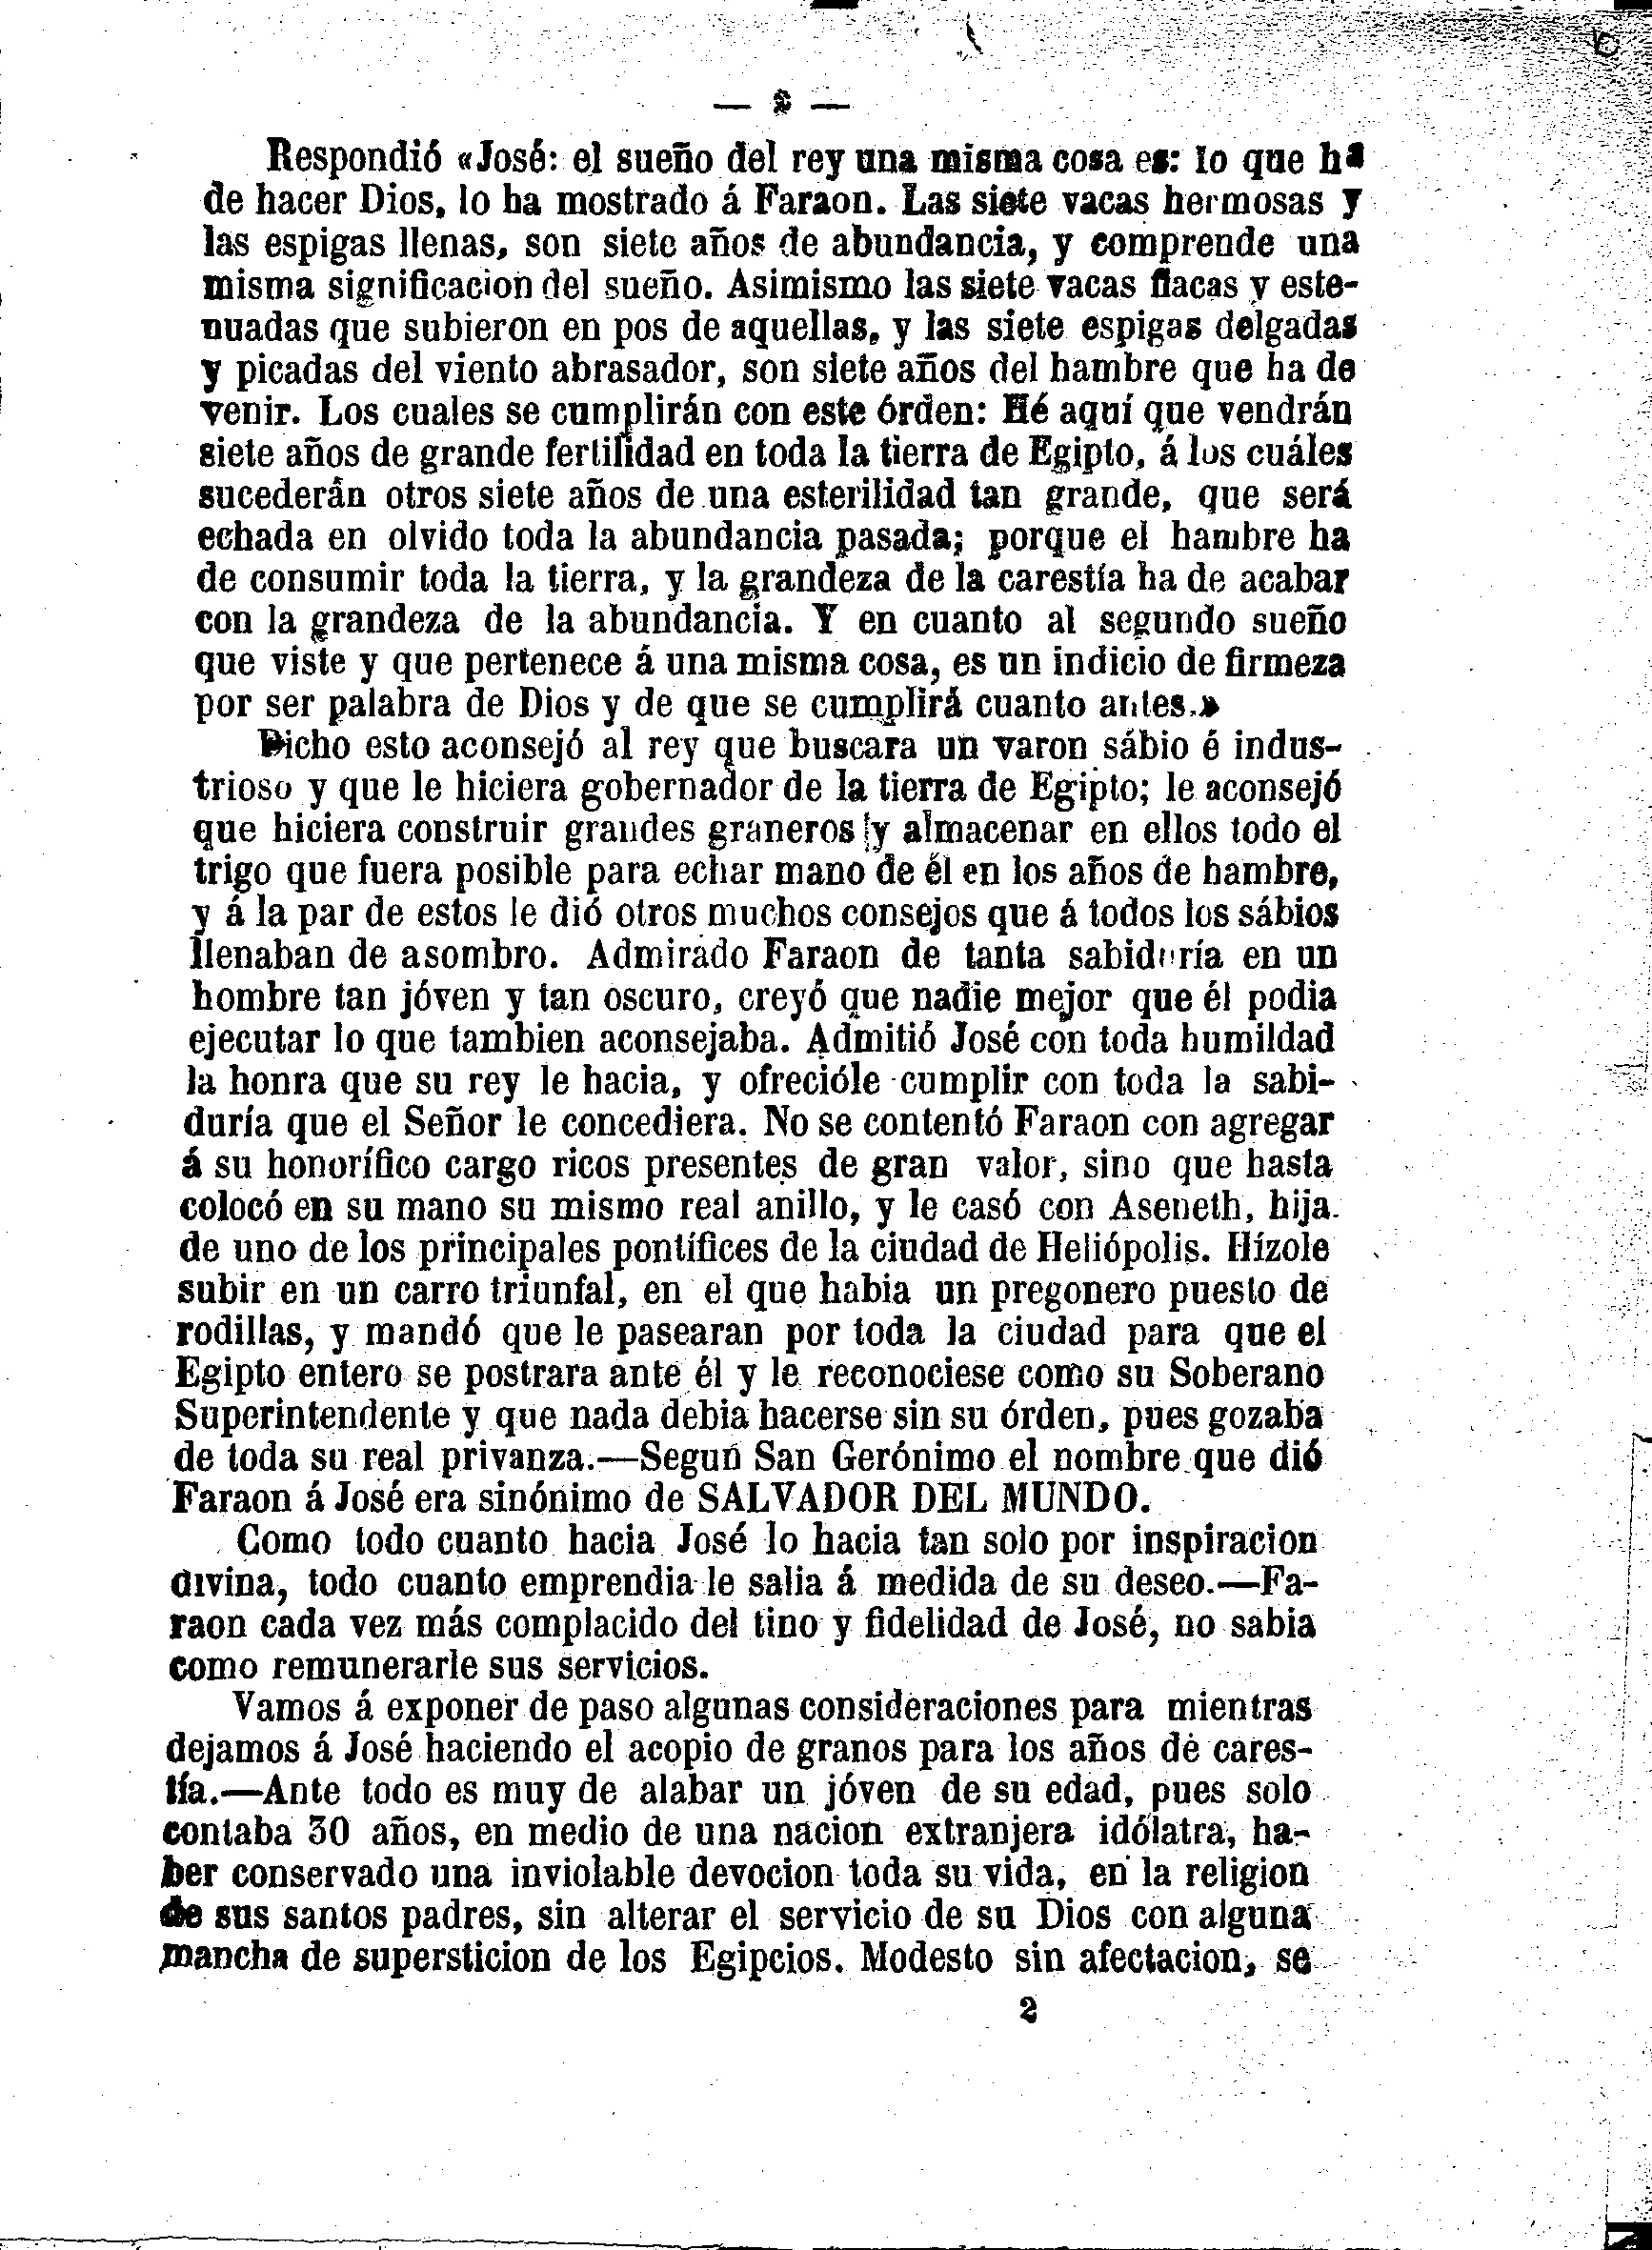 Respondió «José: el sueño del rey una misma cosa es: lo que ha
de hacer Dios, lo ha mostrado á Faraon. Las siete vacas hermosas y
las espigas llenas, son siete años de abundancia, y comprende una
misma significacion del sueño. Asimismo las siete vacas flacas y este-
nuadas que subieron en pos de aquellas, y las siete espigas delgadas
y picadas del viento abrasador, son siete años del hambre que ha de
venir. Los cuales se cumplirán con este órden: Hé aquí que vendrán
siete años de grande fertilidad en toda la tierra de Egipto, á los cuáles
sucederán otros siete años de una esterilidad tan grande, que será
echada en olvido toda la abundancia pasada; porque el hambre ha
de consumir toda la tierra, y la grandeza de la carestía ha de acabar
con la grandeza de la abundancia. Y en cuanto al segundo sueño
que viste y que pertenece á una misma cosa, es un indicio de firmeza
por ser palabra de Dios y de que se cumplirá cuanto antes.»
Dicho esto aconsejó al rey que buscara un varon sábio é indus-
trioso y que le hiciera gobernador de la tierra de Egipto; le aconsejó
que hiciera construir grandes graneros y almacenar en ellos todo el
trigo que fuera posible para echar mano de él en los años de hambre,
y á la par de estos le dió otros muchos consejos que á todos los sábios
llenaban de asombro. Admirado Faraon de tanta sabiduría en un
hombre tan jóven y tan oscuro, creyó que nadie mejor que él podia
ejecutar lo que tambien aconsejaba. Admitió José con toda humildad
la honra que su rey le hacia, y ofrecióle cumplir con toda la sabi-
duría que el Señor le concediera. No se contentó Faraon con agregar
á su honorífico cargo ricos presentes de gran valor, sino que hasta
colocó en su mano su mismo real anillo, y le casó con Aseneth, hija
de uno de los principales pontífices de la ciudad de Heliópolis. Hízole
subir en un carro triunfal, en el que habia un pregonero puesto de
rodillas, y mandó que le pasearan por toda la ciudad para que el
Egipto entero se postrara ante él y le reconociese como su Soberano
Superintendente y que nada debia hacerse sin su órden, pues gozaba
de toda su real privanza.—Segun San Gerónimo el nombre que dió
Faraon á José era sinónimo de SALVADOR DEL MUNDO.
Como todo cuanto hacia José lo hacia tan solo por inspiracion
divina, todo cuanto emprendia le salia á medida de su deseo.—Fa-
raon cada vez más complacido del tino y fidelidad de José, no sabia
como remunerarle sus servicios.
Vamos á exponer de paso algunas consideraciones para mientras
dejamos á José haciendo el acopio de granos para los años de cares-
tía.—Ante todo es muy de alabar un jóven de su edad, pues solo
contaba 30 años, en medio de una nacion extranjera idólatra, ha-
ber conservado una inviolable devocion toda su vida, en la religion
de sus santos padres, sin alterar el servicio de su Dios con alguna
mancha de supersticion de los Egipcios. Modesto sin afectacion, se
2